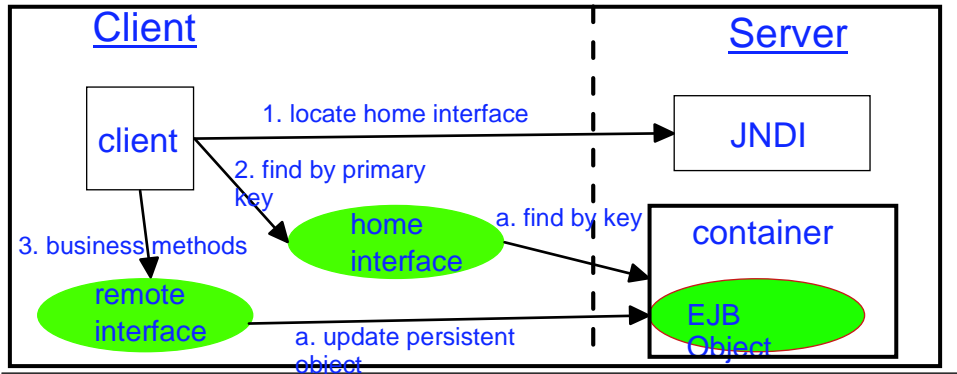 Client
Server
1. locate home interface
client
JNDI
2. find by primary
key
home
interface
a. find by key
container
3. business methods
remote
interface
a. update persistent
object
EJB
Object